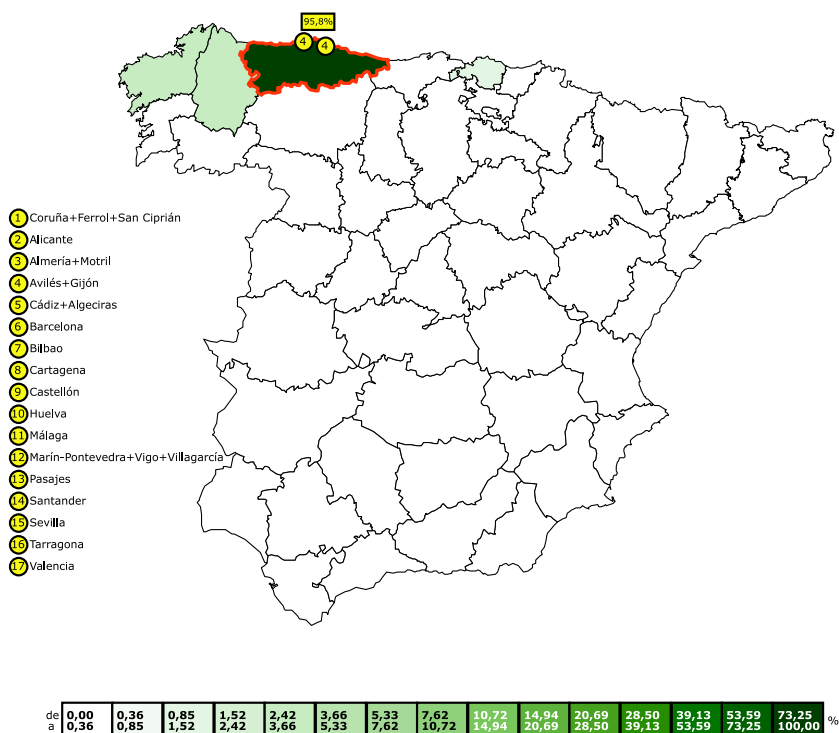 95,8%
4 4
1 Coruña+Ferrol+San Ciprián
2 Alicante
3 Almería+Motril
4 Avilés+Gijón
5 Cádiz+Algeciras
6 Barcelona
7 Bilbao
8 Cartagena
9 Castellón
10 Huelva
11 Málaga
12 Marín-Pontevedra+Vigo+Villagarcía
13 Pasajes
14 Santander
15 Sevilla
16 Tarragona
17 Valencia
de 0,00 0,36 0,85 1,52 2,42 3,66 5,33 7,62 10,72 14,94 20,69 28,50 39,13 53,59 73,25 %
a 0,36 0,85 1,52 2,42 3,66 5,33 7,62 10,72 14,94 20,69 28,50 39,13 53,59 73,25 100,00